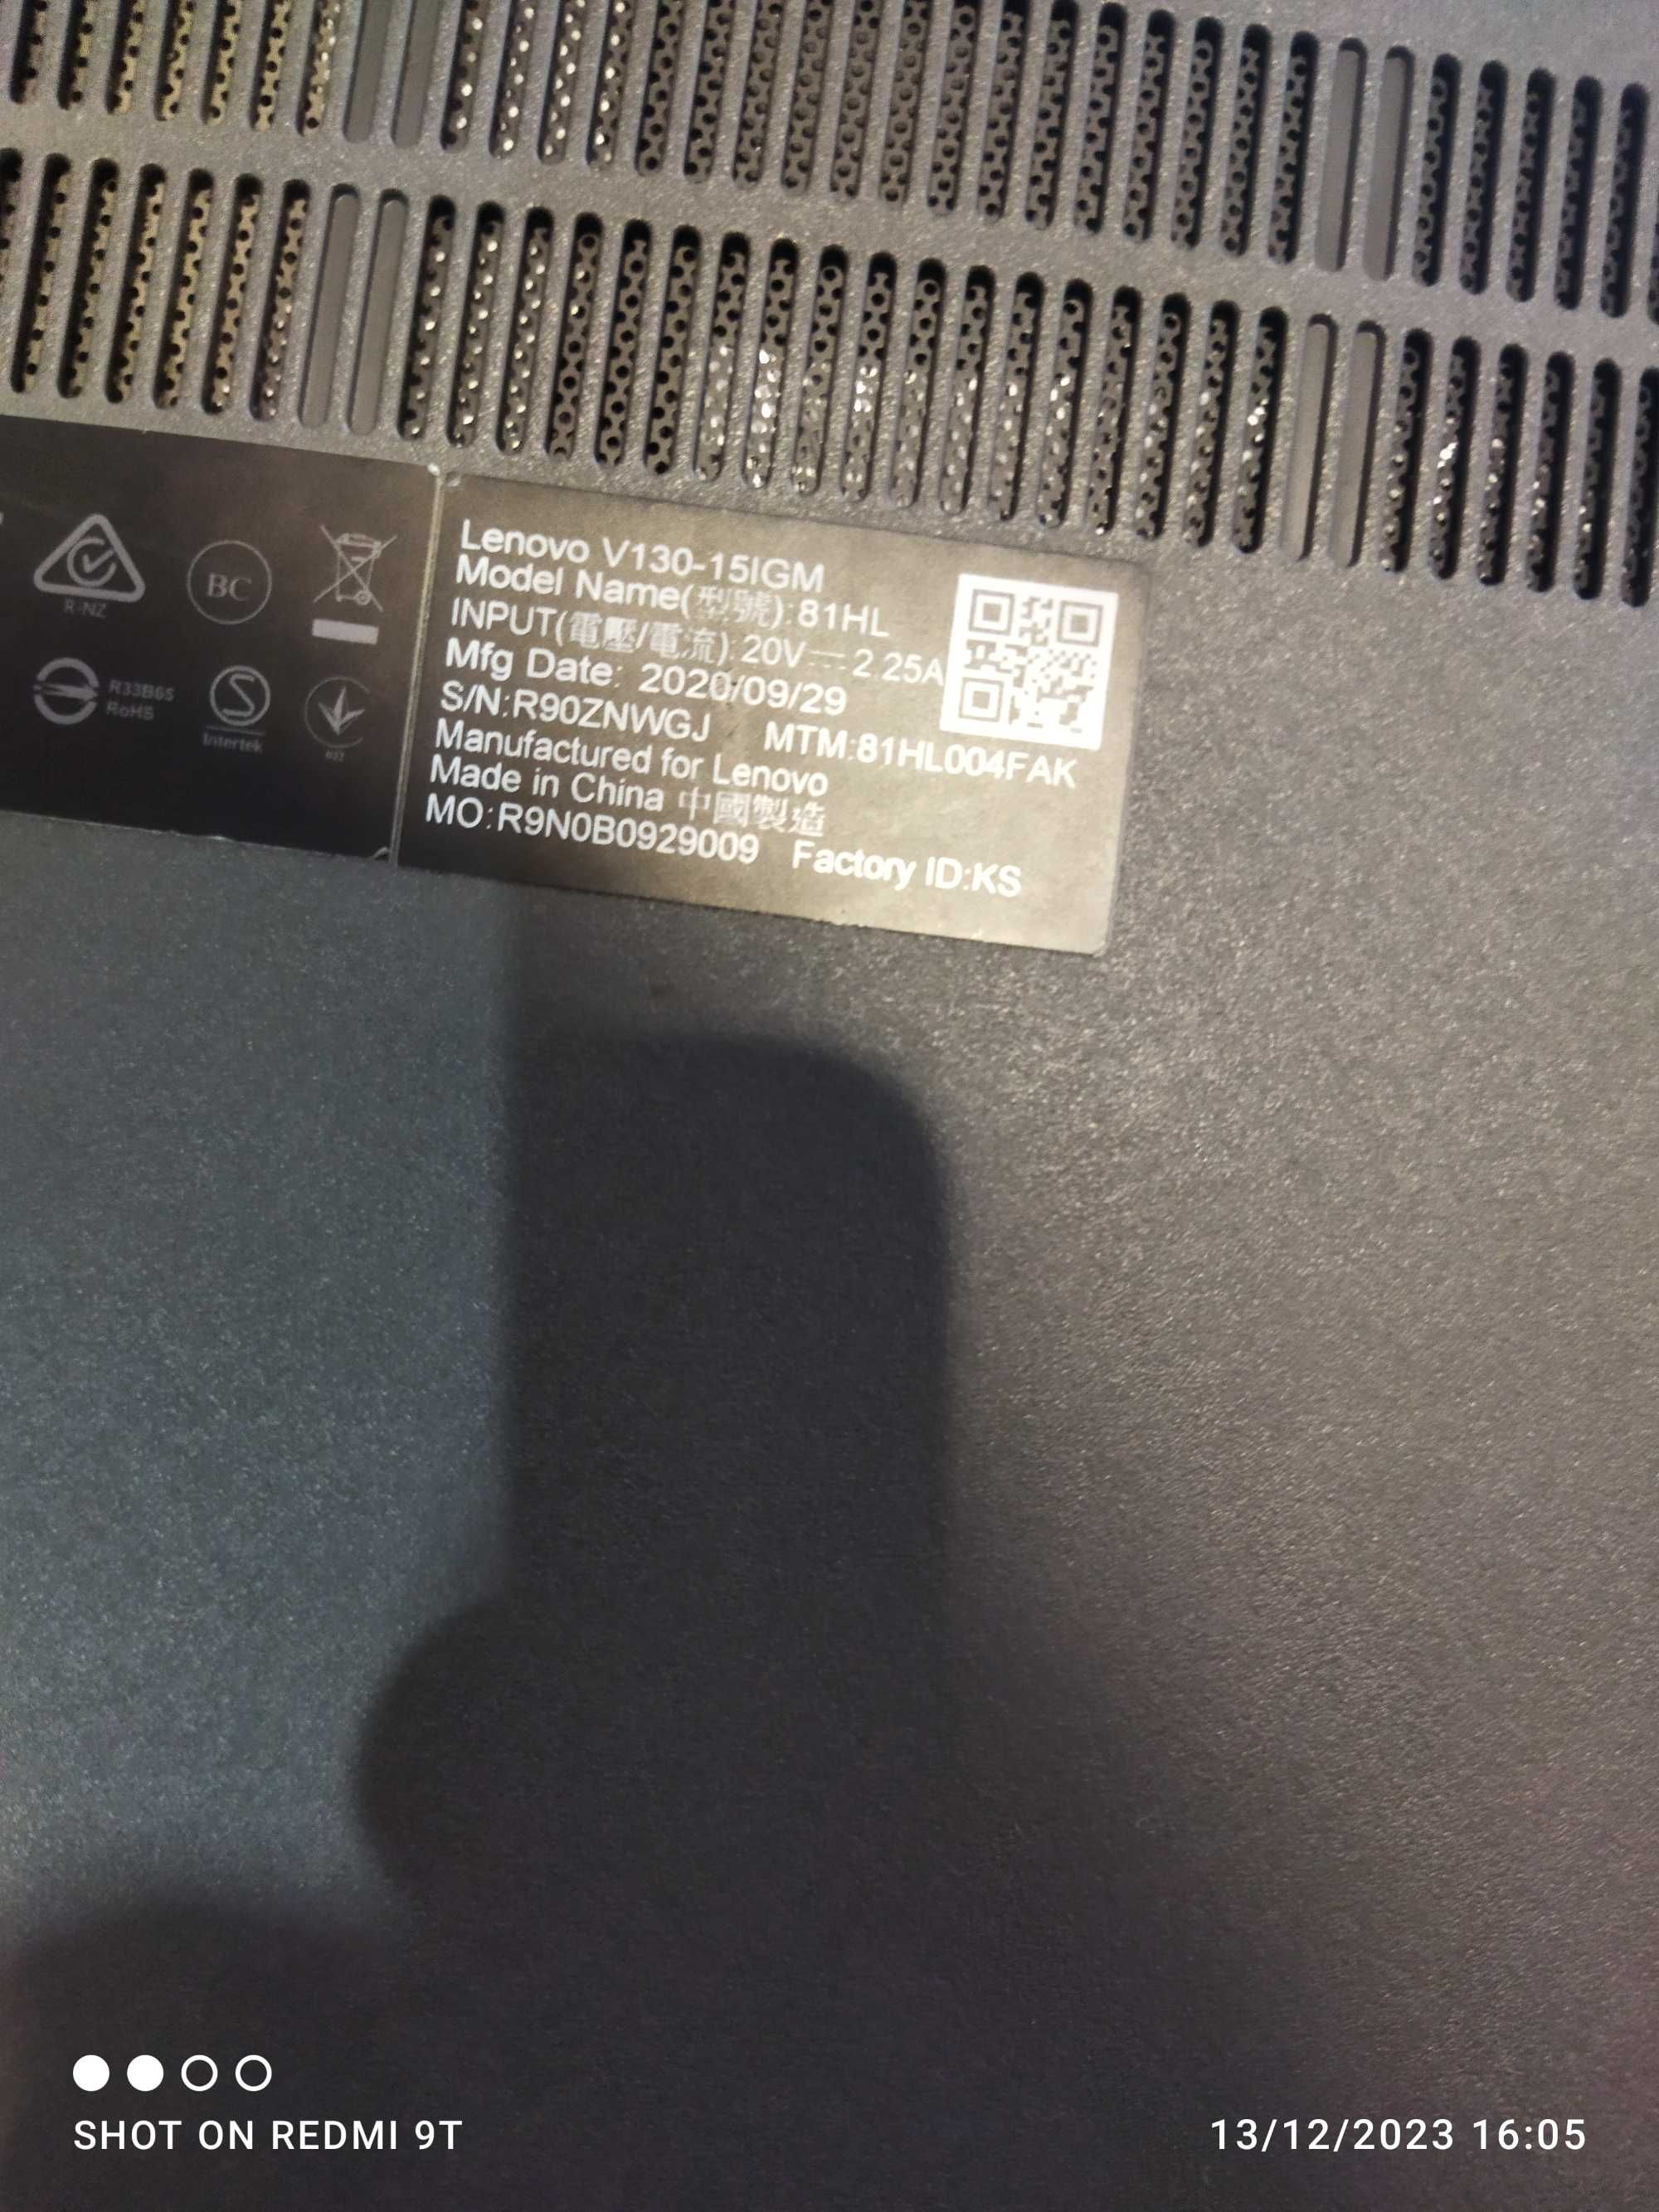 R-NZ
BC
R33B65
RoHS
Intertek
Lenovo V130-15IGM
Model Name(型號):81HL
INPUT(電壓/電流):20V⎓2.25A
Mfg Date: 2020/09/29
S/N:R90ZNWGJ MTM:81HL004FAK
Manufactured for Lenovo
Made in China 中國製造
MO:R9N0B0929009 Factory ID:KS
SHOT ON REDMI 9T
13/12/2023 16:05